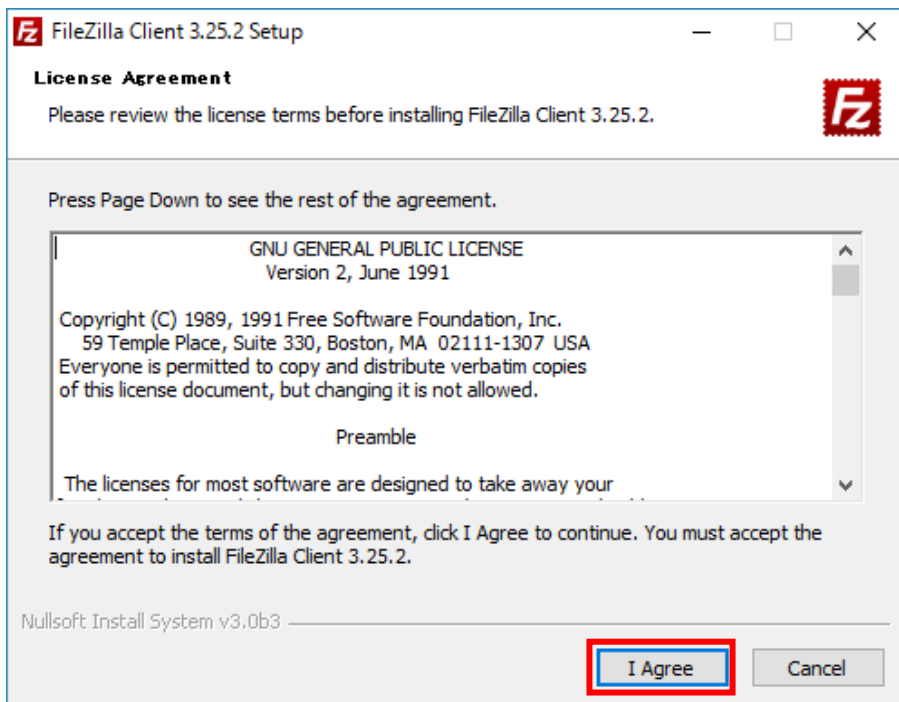 FileZilla Client 3.25.2 Setup
License Agreement
Please review the license terms before installing FileZilla Client 3.25.2.
Fz
Press Page Down to see the rest of the agreement.
GNU GENERAL PUBLIC LICENSE
Version 2, June 1991
Copyright (C) 1989, 1991 Free Software Foundation, Inc.
59 Temple Place, Suite 330, Boston, MA 02111-1307 USA
Everyone is permitted to copy and distribute verbatim copies
of this license document, but changing it is not allowed.
Preamble
The licenses for most software are designed to take away your
If you accept the terms of the agreement, click I Agree to continue. You must accept the
agreement to install FileZilla Client 3.25.2.
Nullsoft Install System v3.0b3
I Agree Cancel